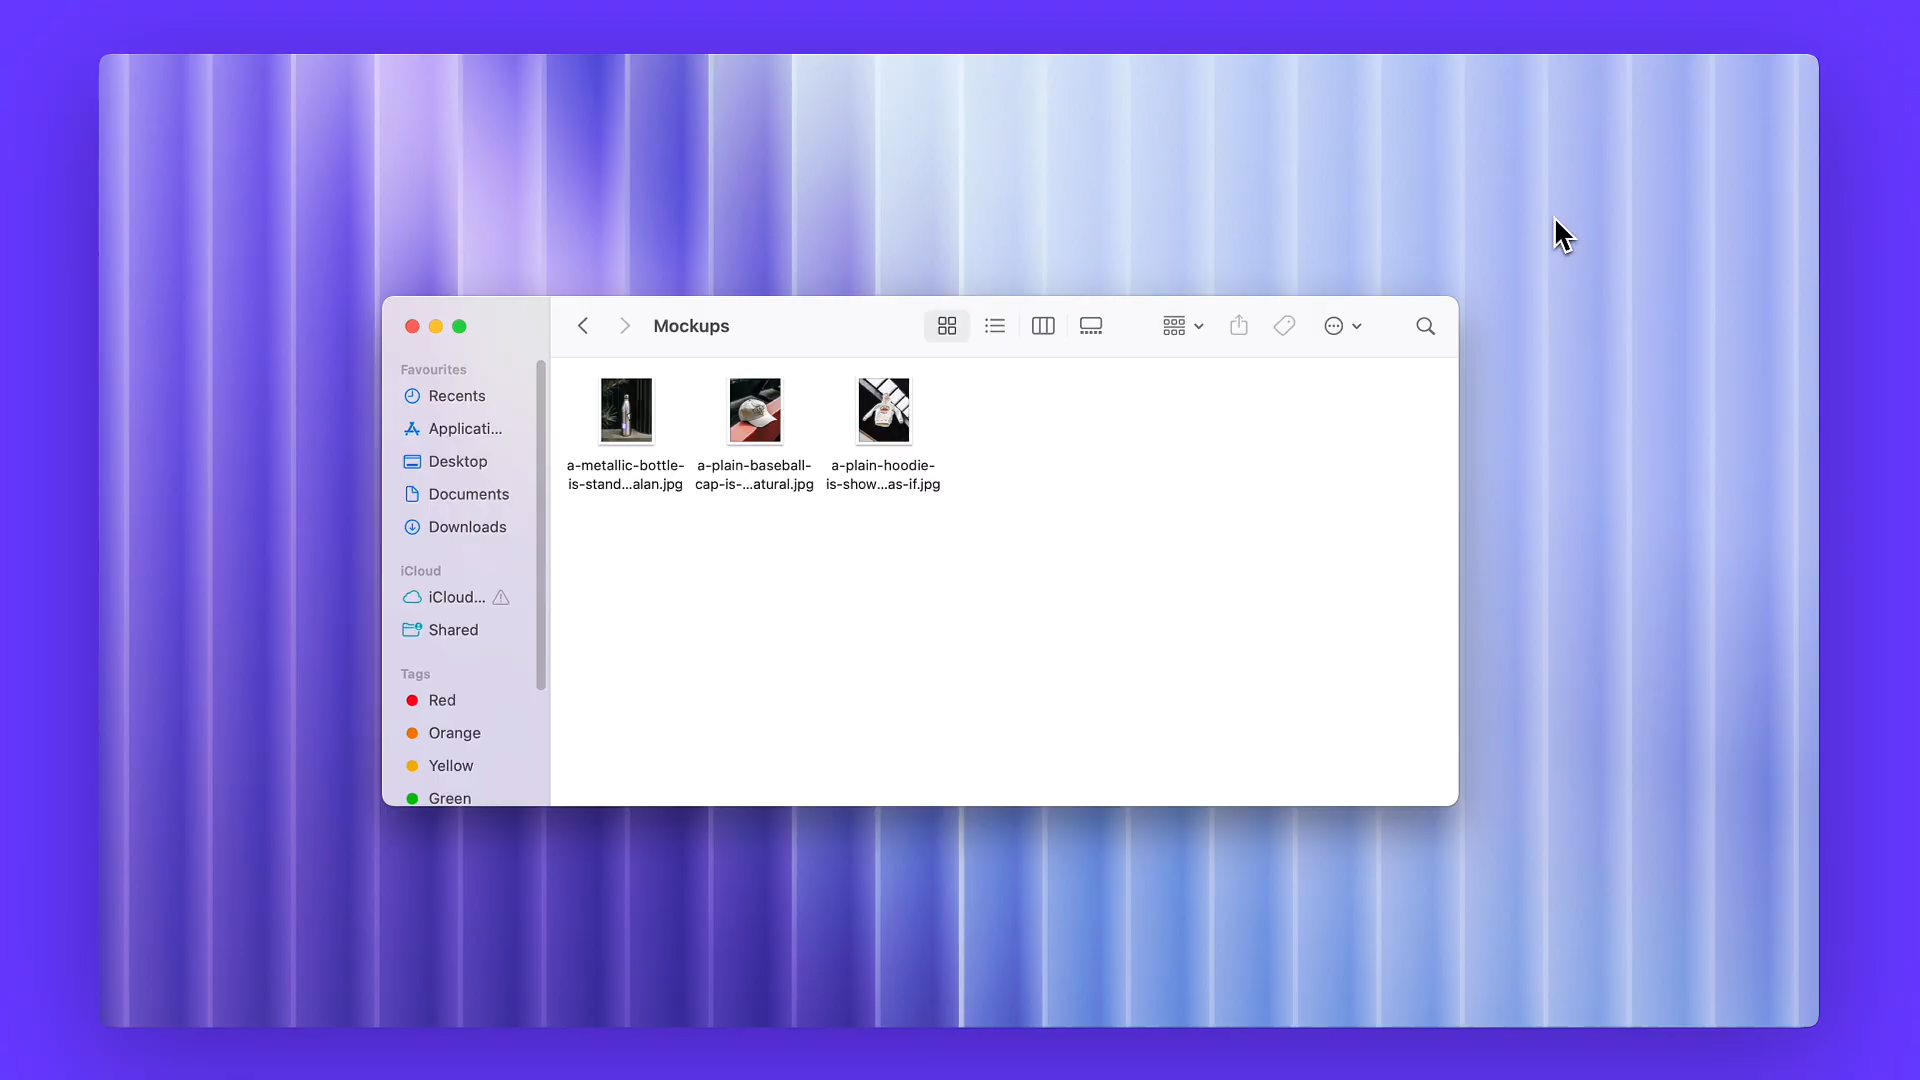 Mockups
Favourites
Recents
Applicati...
Desktop
Documents
Downloads
iCloud
iCloud...
Shared
Tags
Red
Orange
Yellow
Green
a-metallic-bottle-
is-stand...alan.jpg
a-plain-baseball-
cap-is-...atural.jpg
a-plain-hoodie-
is-show...as-if.jpg